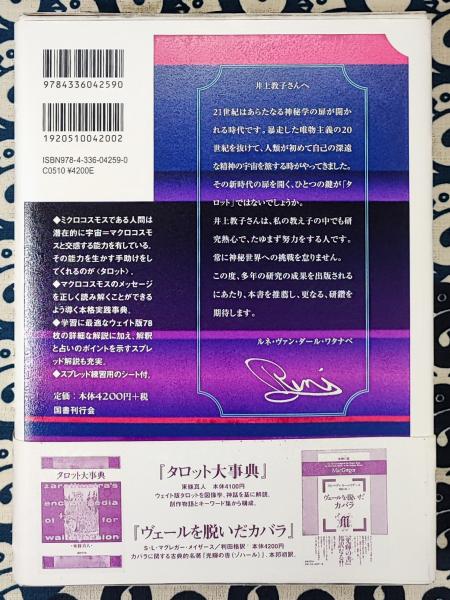 9784336042590
1920510042002
ISBN978-4-336-04259-0
C0510 ¥4200E
◆ミクロコスモスである人間は
潜在的に宇宙=マクロコスモ
スと交感する能力を有している.
その能力を生かす手助けをし
てくれるのが〈タロット〉.
◆マクロコスモスのメッセージ
を正しく読み解くことができる
よう導く本格実践事典.
◆学習に最適なウェイト版78
枚の詳細な解説に加え、解釈
と占いのポイントを示すスプレ
ッド解説も充実.
◆スプレッド練習用のシート付.
定価:本体4200円+税
国書刊行会
井上教子さんへ
21世紀はあらたなる神秘学の扉が開か
れる時代です。暴走した唯物主義の20
世紀を抜けて、人類が初めて自己の深遠
な精神の宇宙を旅する時がやってきました。
その新時代の扉を開く、ひとつの鍵が「タ
ロット」ではないでしょうか。
井上教子さんは、私の教え子の中でも研
究熱心で、たゆまず努力をする人です。
常に神秘世界への挑戦を怠りません。
この度、多年の研究の成果を出版される
にあたり、本書を推薦し、更なる、研鑽を
期待します。
ルネ・ヴァン・ダール・ワタナベ
タロット大事典
『タロット大事典』
東條真人 本体4100円
ウェイト版タロットを図像学、神話を基に解説.
創作物語とキーワード集から構成.
『ヴェールを脱いだカバラ』
S・L・マグレガー・メイザース/判田格訳/本体4200円
カバラに関する古典的名著『光輝の書(ゾハール)』、本邦初訳.
ヴェールを脱いだ
カバラ